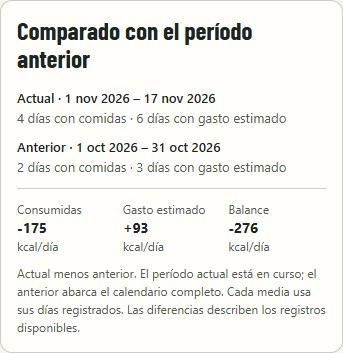 Comparado con el período
anterior
Actual · 1 nov 2026 – 17 nov 2026
4 días con comidas · 6 días con gasto estimado
Anterior · 1 oct 2026 – 31 oct 2026
2 días con comidas · 3 días con gasto estimado
Consumidas Gasto estimado Balance
-175 +93 -276
kcal/día kcal/día kcal/día
Actual menos anterior. El período actual está en curso; el
anterior abarca el calendario completo. Cada media usa
sus días registrados. Las diferencias describen los registros
disponibles.